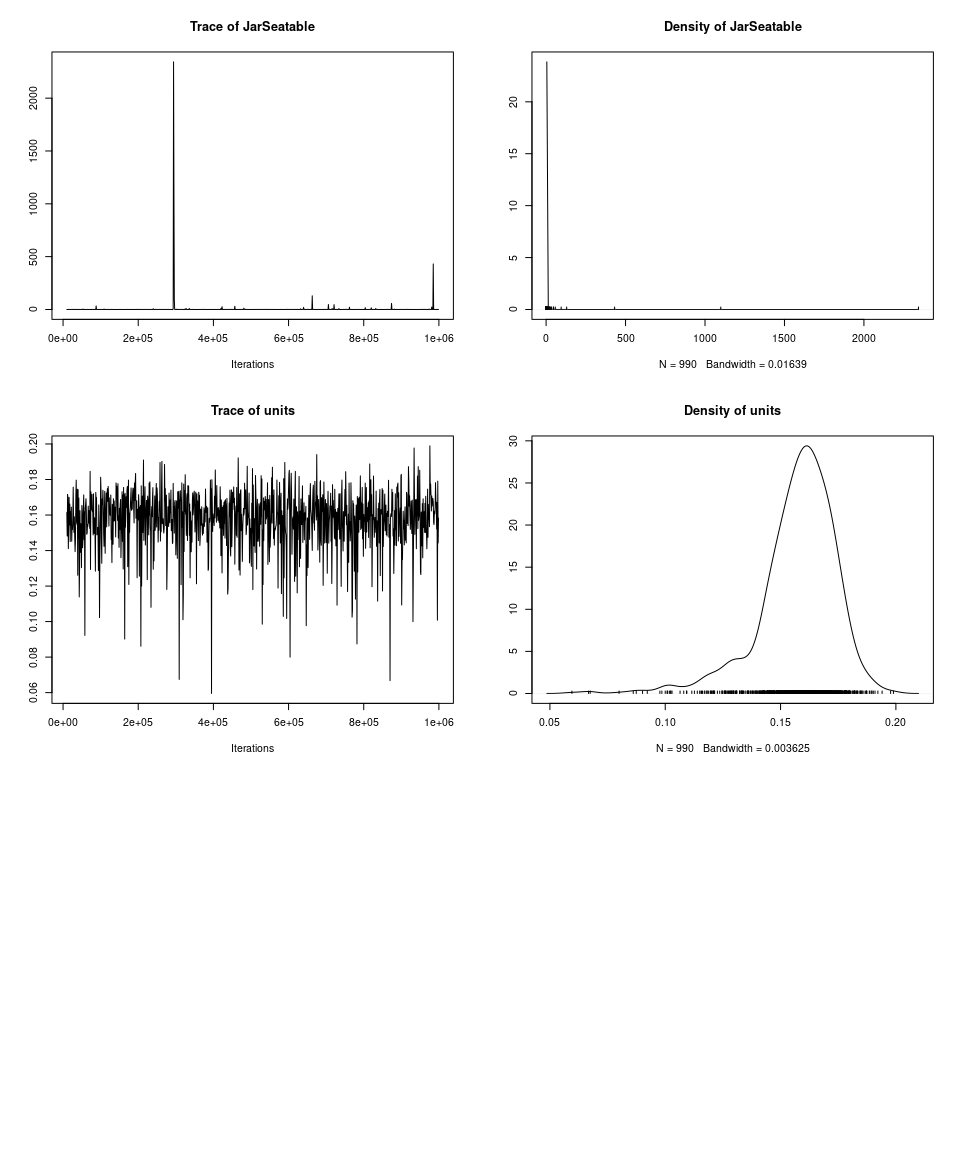 Trace of JarSeatable
2000
1500
1000
500
0
0e+00 2e+05 4e+05 6e+05 8e+05 1e+06
Iterations
Density of JarSeatable
20
15
10
5
0
0 500 1000 1500 2000
N = 990 Bandwidth = 0.01639
Trace of units
0.20
0.18
0.16
0.14
0.12
0.10
0.08
0.06
0e+00 2e+05 4e+05 6e+05 8e+05 1e+06
Iterations
Density of units
30
25
20
15
10
5
0
0.05 0.10 0.15 0.20
N = 990 Bandwidth = 0.003625